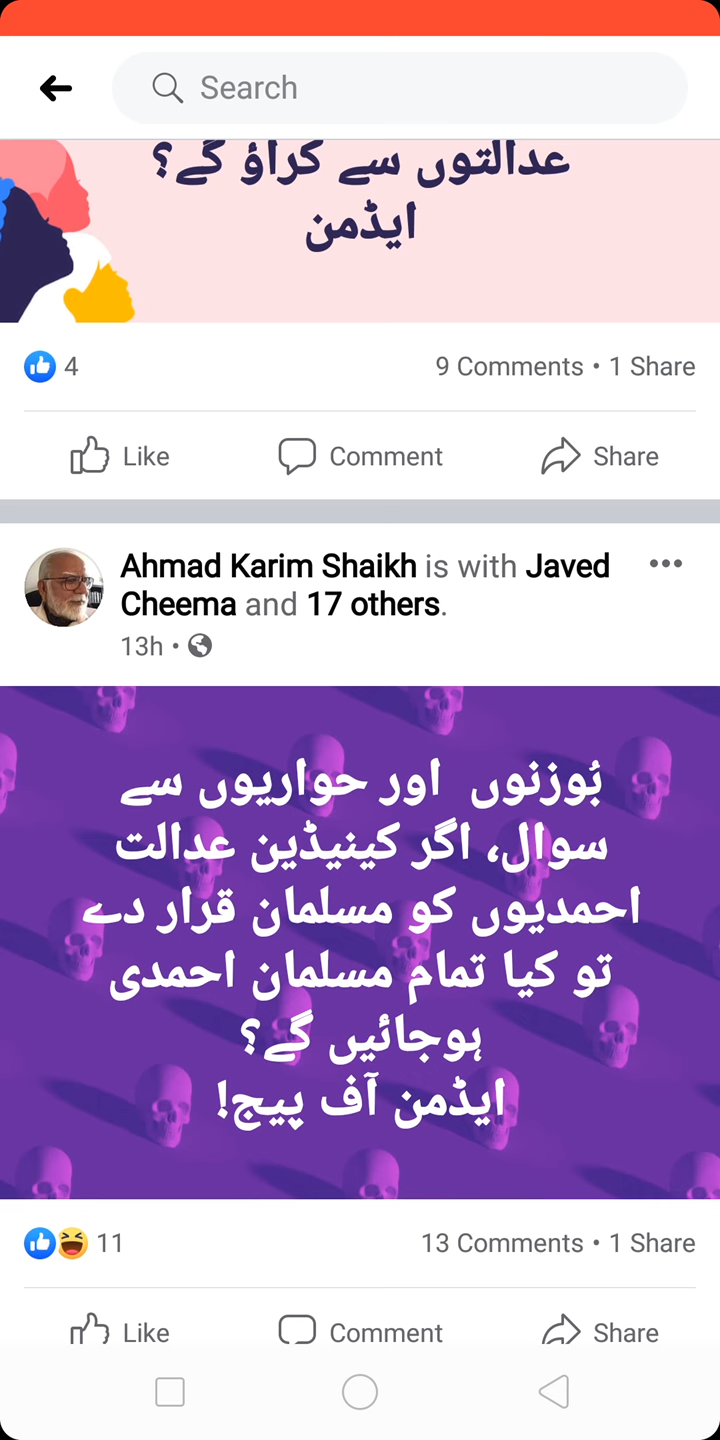 Search
عدالتوں سے کراؤ گے؟
ایڈمن
4
9 Comments • 1 Share
Like
Comment
Share
Ahmad Karim Shaikh is with Javed
Cheema and 17 others.
13h •
بُوزنوں اور حواریوں سے
سوال، اگر کینیڈین عدالت
احمدیوں کو مسلمان قرار دے
تو کیا تمام مسلمان احمدی
ہوجائیں گے؟
ایڈمن آف پیج!
11
13 Comments • 1 Share
Like
Comment
Share